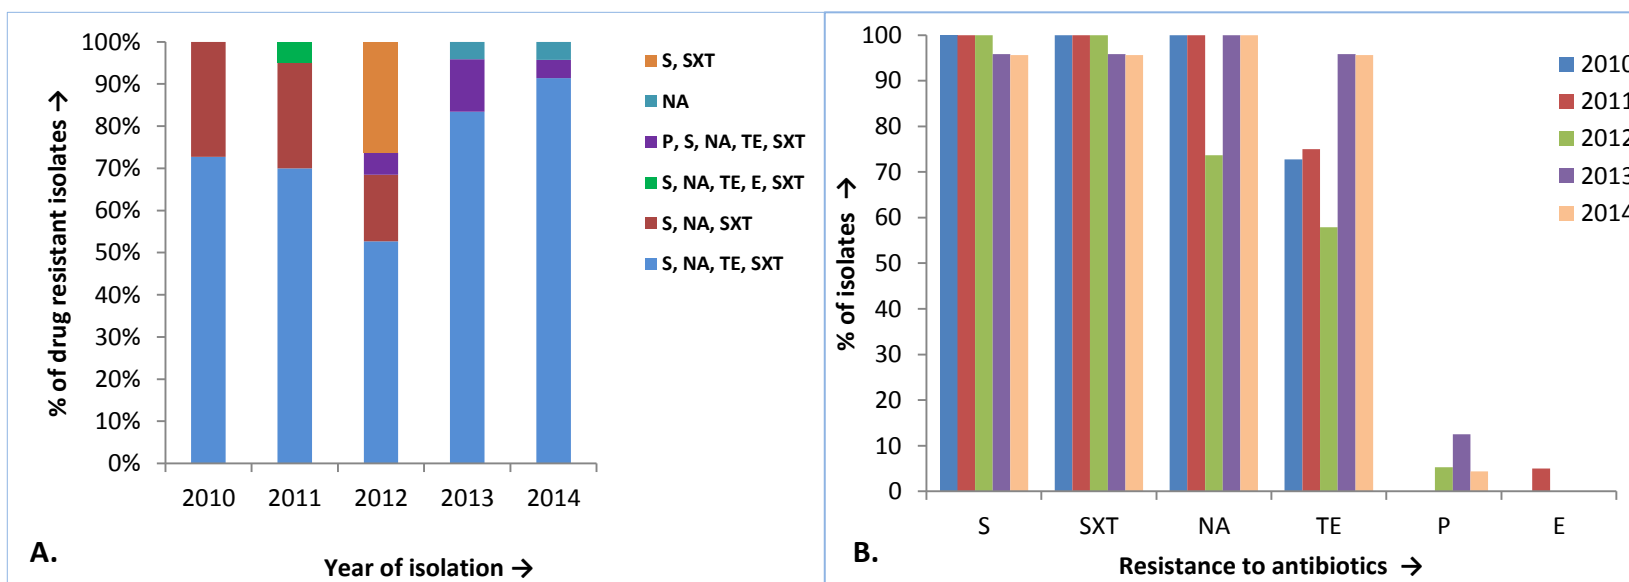 100%
90%
80%
70%
60%
50%
40%
30%
20%
10%
0%
% of drug resistant isolates →
2010 2011 2012 2013 2014
Year of isolation →
A.
S, SXT
NA
P, S, NA, TE, SXT
S, NA, TE, E, SXT
S, NA, SXT
S, NA, TE, SXT
100
90
80
70
60
50
40
30
20
10
0
% of isolates →
S SXT NA TE P E
Resistance to antibiotics →
B.
2010
2011
2012
2013
2014